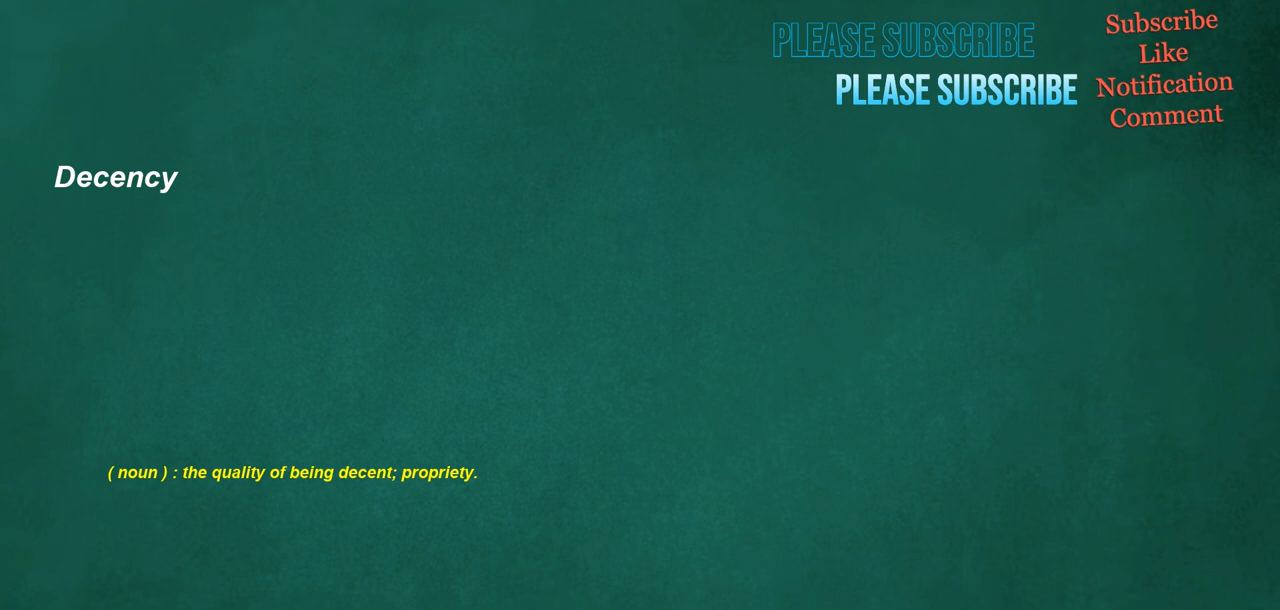 PLEASE SUBSCRIBE
PLEASE SUBSCRIBE
Subscribe
Like
Notification
Comment
Decency
( noun ) : the quality of being decent; propriety.